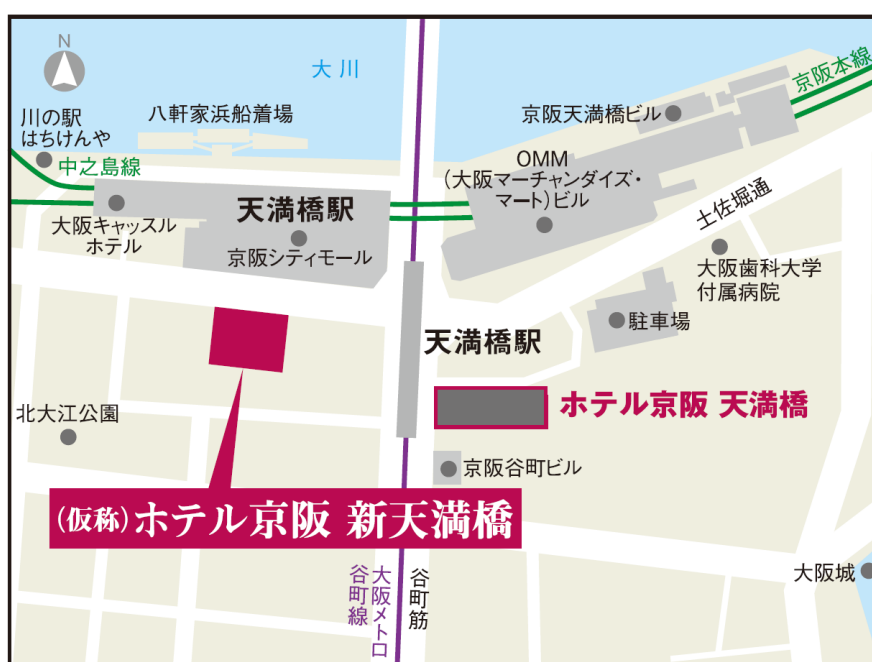 N
大川
京阪本線
川の駅
はちけんや
八軒家浜船着場
京阪天満橋ビル
中之島線
OMM
(大阪マーチャンダイズ・
マート)ビル
大阪キャッスル
ホテル
天満橋駅
京阪シティモール
土佐堀通
大阪歯科大学
付属病院
駐車場
天満橋駅
ホテル京阪 天満橋
北大江公園
京阪谷町ビル
(仮称)ホテル京阪 新天満橋
大阪城
谷町筋
大阪メトロ
谷町線